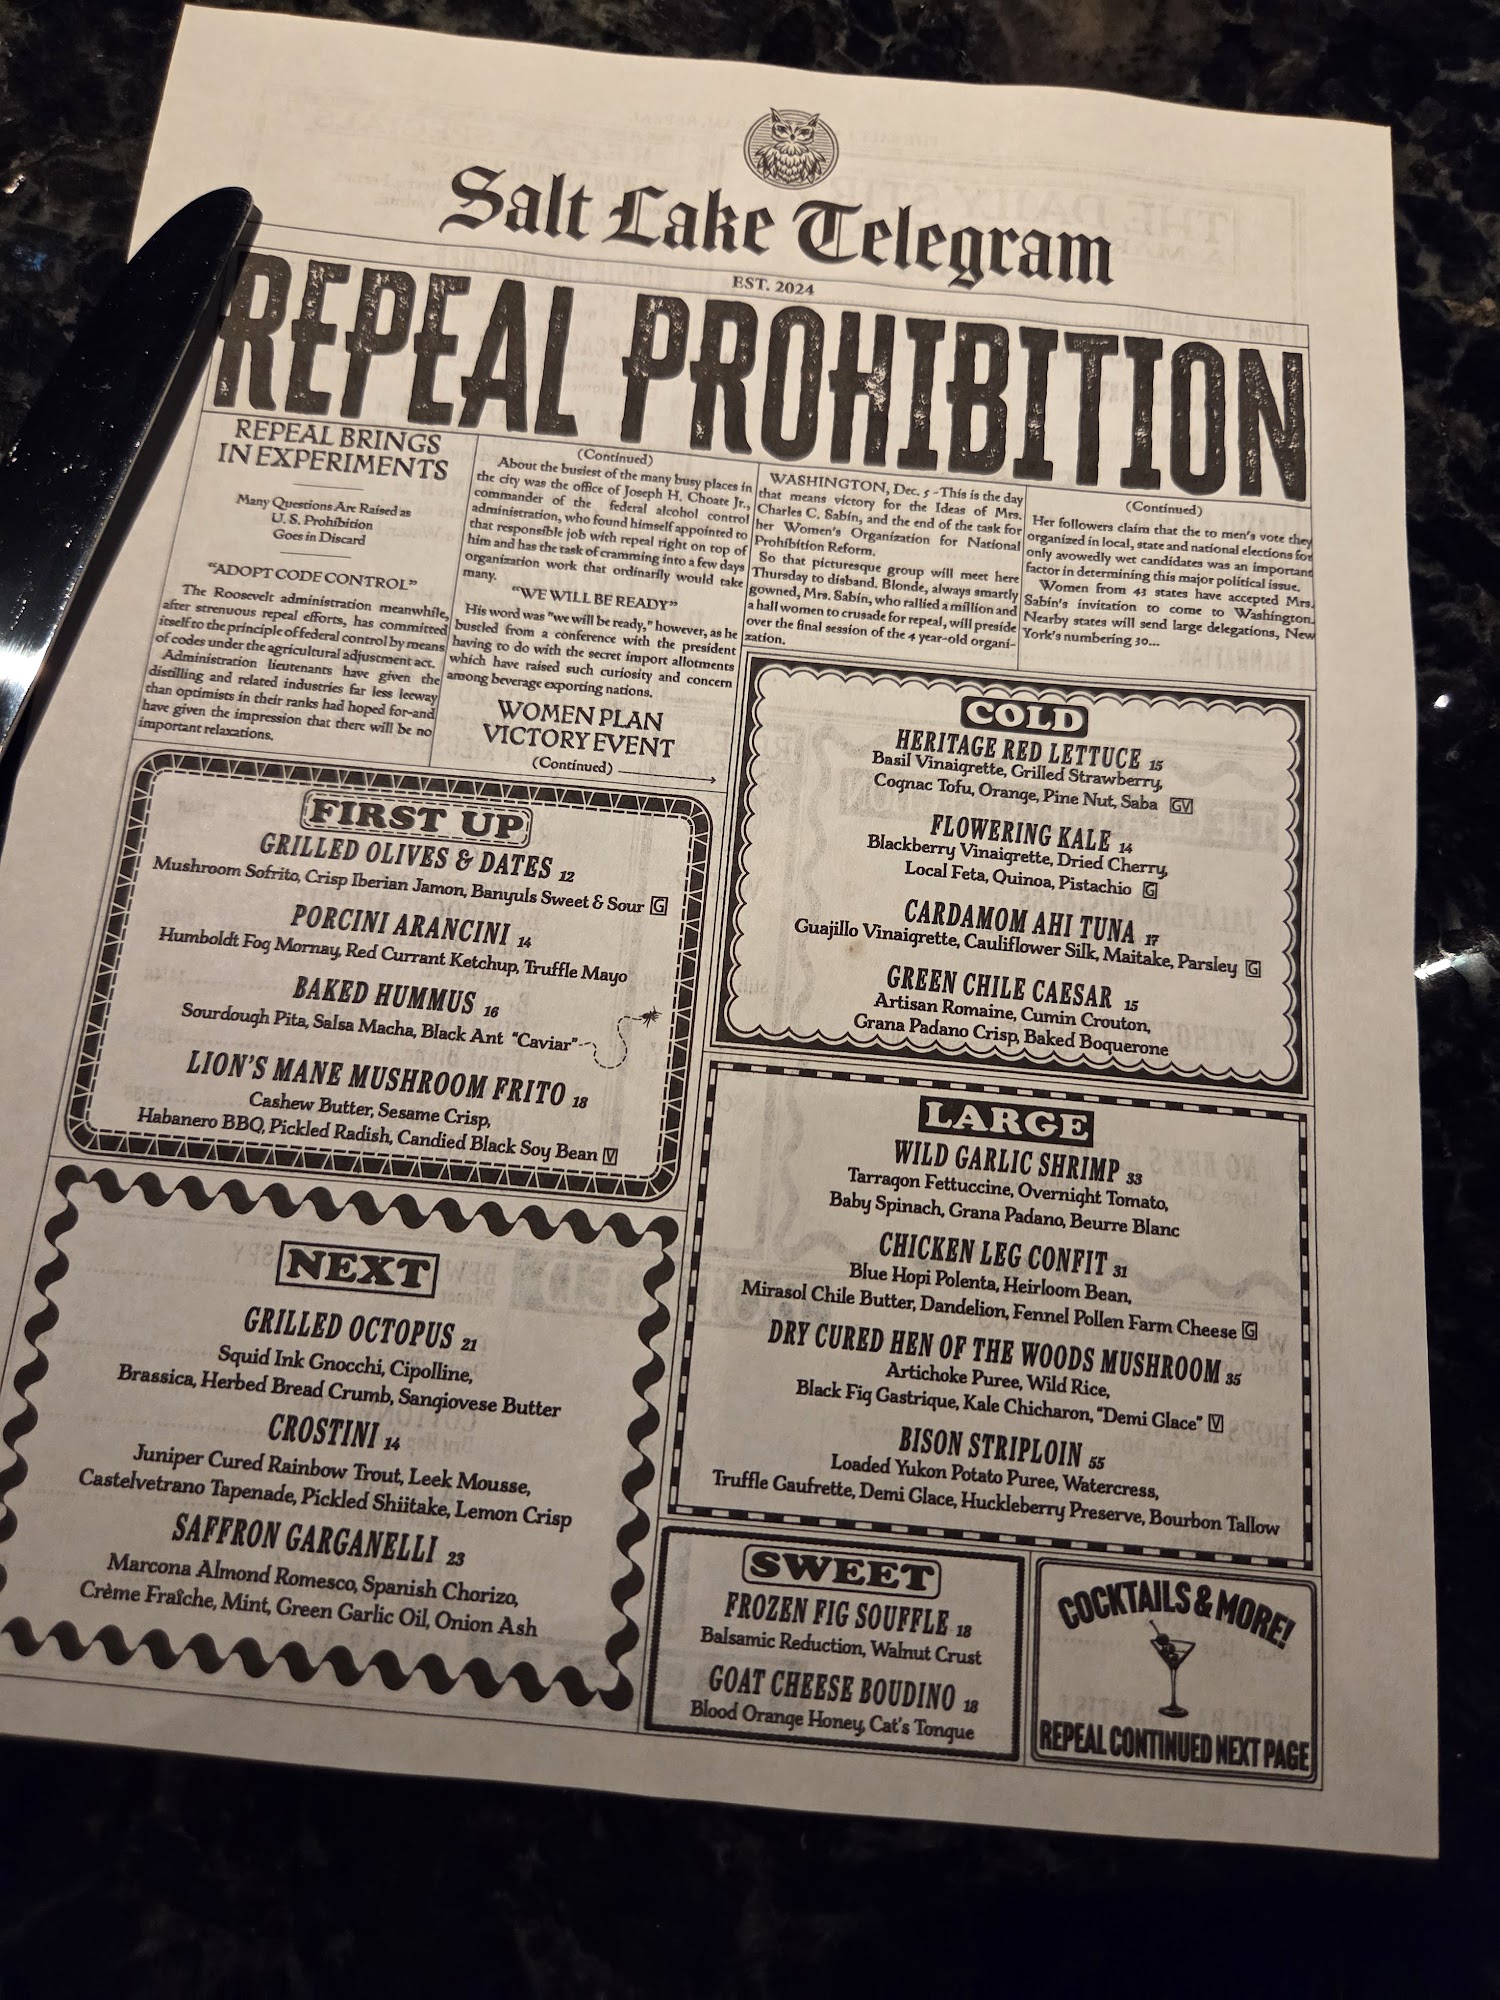 Salt Lake Telegram
EST. 2024
REPEAL PROHIBITION
REPEAL BRINGS
IN EXPERIMENTS
Many Questions Are Raised as
U. S. Prohibition
Goes in Discard
"ADOPT CODE CONTROL"
The Roosevelt administration meanwhile,
after strenuous repeal efforts, has committed
itself to the principle of federal control by means
of codes under the agricultural adjustment act.
Administration lieutenants have given the
distilling and related industries far less leeway
than optimists in their ranks had hoped for-and
have given the impression that there will be no
important relaxations.
(Continued)
About the busiest of the many busy places in
the city was the office of Joseph H. Choate Jr.,
commander of the federal alcohol control
administration, who found himself appointed to
that responsible job with repeal right on top of
him and has the task of cramming into a few days
organization work that ordinarily would take
many.
"WE WILL BE READY"
His word was "we will be ready," however, as he
bustled from a conference with the president
having to do with the secret import allotments
which have raised such curiosity and concern
among beverage exporting nations.
WOMEN PLAN
VICTORY EVENT
(Continued)
WASHINGTON, Dec. 5 -This is the day
that means victory for the Ideas of Mrs.
Charles C. Sabin, and the end of the task for
her Women's Organization for National
Prohibition Reform.
So that picturesque group will meet here
Thursday to disband. Blonde, always smartly
gowned, Mrs. Sabin, who rallied a million and
a half women to crusade for repeal, will preside
over the final session of the 4 year-old organi-
zation.
(Continued)
Her followers claim that the to men's vote they
organized in local, state and national elections for
only avowedly wet candidates was an important
factor in determining this major political issue.
Women from 43 states have accepted Mrs.
Sabin's invitation to come to Washington.
Nearby states will send large delegations, New
York's numbering 30...
FIRST UP
GRILLED OLIVES & DATES 12
Mushroom Sofrito, Crisp Iberian Jamon, Banyuls Sweet & Sour G
PORCINI ARANCINI 14
Humboldt Fog Mornay, Red Currant Ketchup, Truffle Mayo
BAKED HUMMUS 16
Sourdough Pita, Salsa Macha, Black Ant "Caviar"
LION'S MANE MUSHROOM FRITO 18
Cashew Butter, Sesame Crisp,
Habanero BBQ, Pickled Radish, Candied Black Soy Bean V
NEXT
GRILLED OCTOPUS 21
Squid Ink Gnocchi, Cipolline,
Brassica, Herbed Bread Crumb, Sangiovese Butter
CROSTINI 14
Juniper Cured Rainbow Trout, Leek Mousse,
Castelvetrano Tapenade, Pickled Shiitake, Lemon Crisp
SAFFRON GARGANELLI 23
Marcona Almond Romesco, Spanish Chorizo,
Crème Fraîche, Mint, Green Garlic Oil, Onion Ash
COLD
HERITAGE RED LETTUCE 15
Basil Vinaigrette, Grilled Strawberry,
Cognac Tofu, Orange, Pine Nut, Saba GV
FLOWERING KALE 14
Blackberry Vinaigrette, Dried Cherry,
Local Feta, Quinoa, Pistachio G
CARDAMOM AHI TUNA 17
Guajillo Vinaigrette, Cauliflower Silk, Maitake, Parsley G
GREEN CHILE CAESAR 15
Artisan Romaine, Cumin Crouton,
Grana Padano Crisp, Baked Boquerone
LARGE
WILD GARLIC SHRIMP 33
Tarragon Fettuccine, Overnight Tomato,
Baby Spinach, Grana Padano, Beurre Blanc
CHICKEN LEG CONFIT 31
Blue Hopi Polenta, Heirloom Bean,
Mirasol Chile Butter, Dandelion, Fennel Pollen Farm Cheese G
DRY CURED HEN OF THE WOODS MUSHROOM 35
Artichoke Puree, Wild Rice,
Black Fig Gastrique, Kale Chicharon, "Demi Glace" V
BISON STRIPLOIN 55
Loaded Yukon Potato Puree, Watercress,
Truffle Gaufrette, Demi Glace, Huckleberry Preserve, Bourbon Tallow
SWEET
FROZEN FIG SOUFFLE 18
Balsamic Reduction, Walnut Crust
GOAT CHEESE BOUDINO 18
Blood Orange Honey, Cat's Tongue
COCKTAILS & MORE!
REPEAL CONTINUED NEXT PAGE